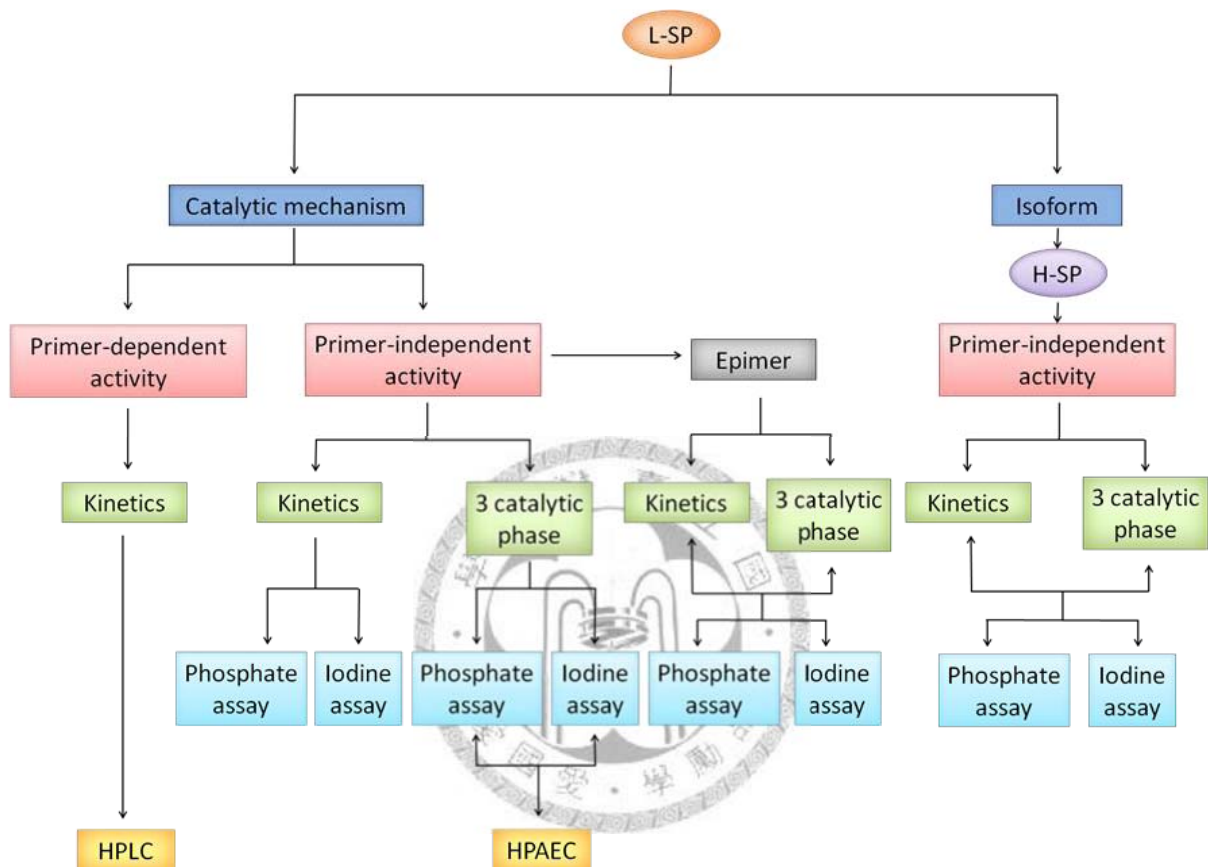 L-SP
Catalytic mechanism
Isoform
H-SP
Primer-dependent
activity
Primer-independent
activity
Epimer
Primer-independent
activity
Kinetics
Kinetics
3 catalytic
phase
Kinetics
3 catalytic
phase
Kinetics
3 catalytic
phase
Phosphate
assay
Iodine
assay
Phosphate
assay
Iodine
assay
Phosphate
assay
Iodine
assay
Phosphate
assay
Iodine
assay
HPLC
HPAEC